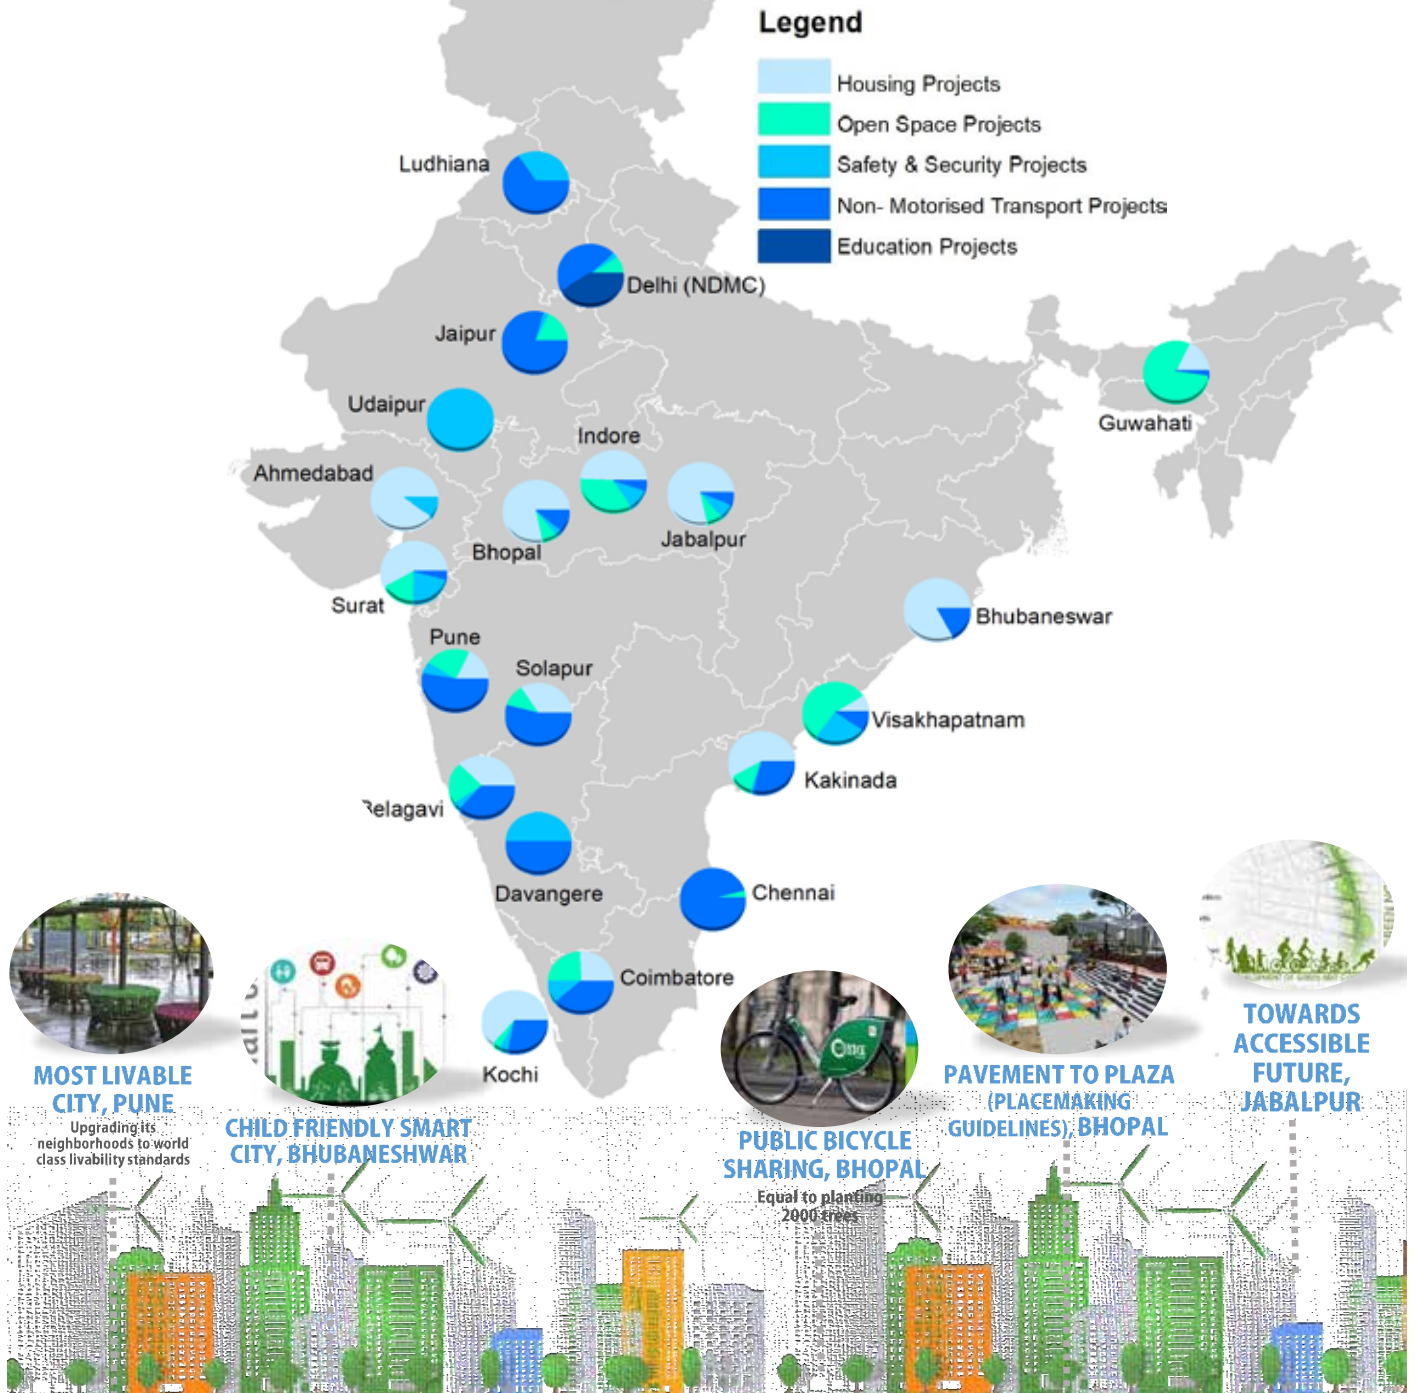 Legend
Housing Projects
Open Space Projects
Safety & Security Projects
Non- Motorised Transport Projects
Education Projects
Ludhiana
Delhi (NDMC)
Jaipur
Guwahati
Udaipur
Indore
Ahmedabad
Jabalpur
Bhopal
Surat
Bhubaneswar
Pune
Solapur
Visakhapatnam
Kakinada
Belagavi
Davangere
Chennai
Coimbatore
Kochi
MOST LIVABLE
CITY, PUNE
Upgrading its
neighborhoods to world
class livability standards
CHILD FRIENDLY SMART
CITY, BHUBANESHWAR
PUBLIC BICYCLE
SHARING, BHOPAL
Equal to planting
2000 trees
PAVEMENT TO PLAZA
(PLACEMAKING
GUIDELINES), BHOPAL
TOWARDS
ACCESSIBLE
FUTURE,
JABALPUR